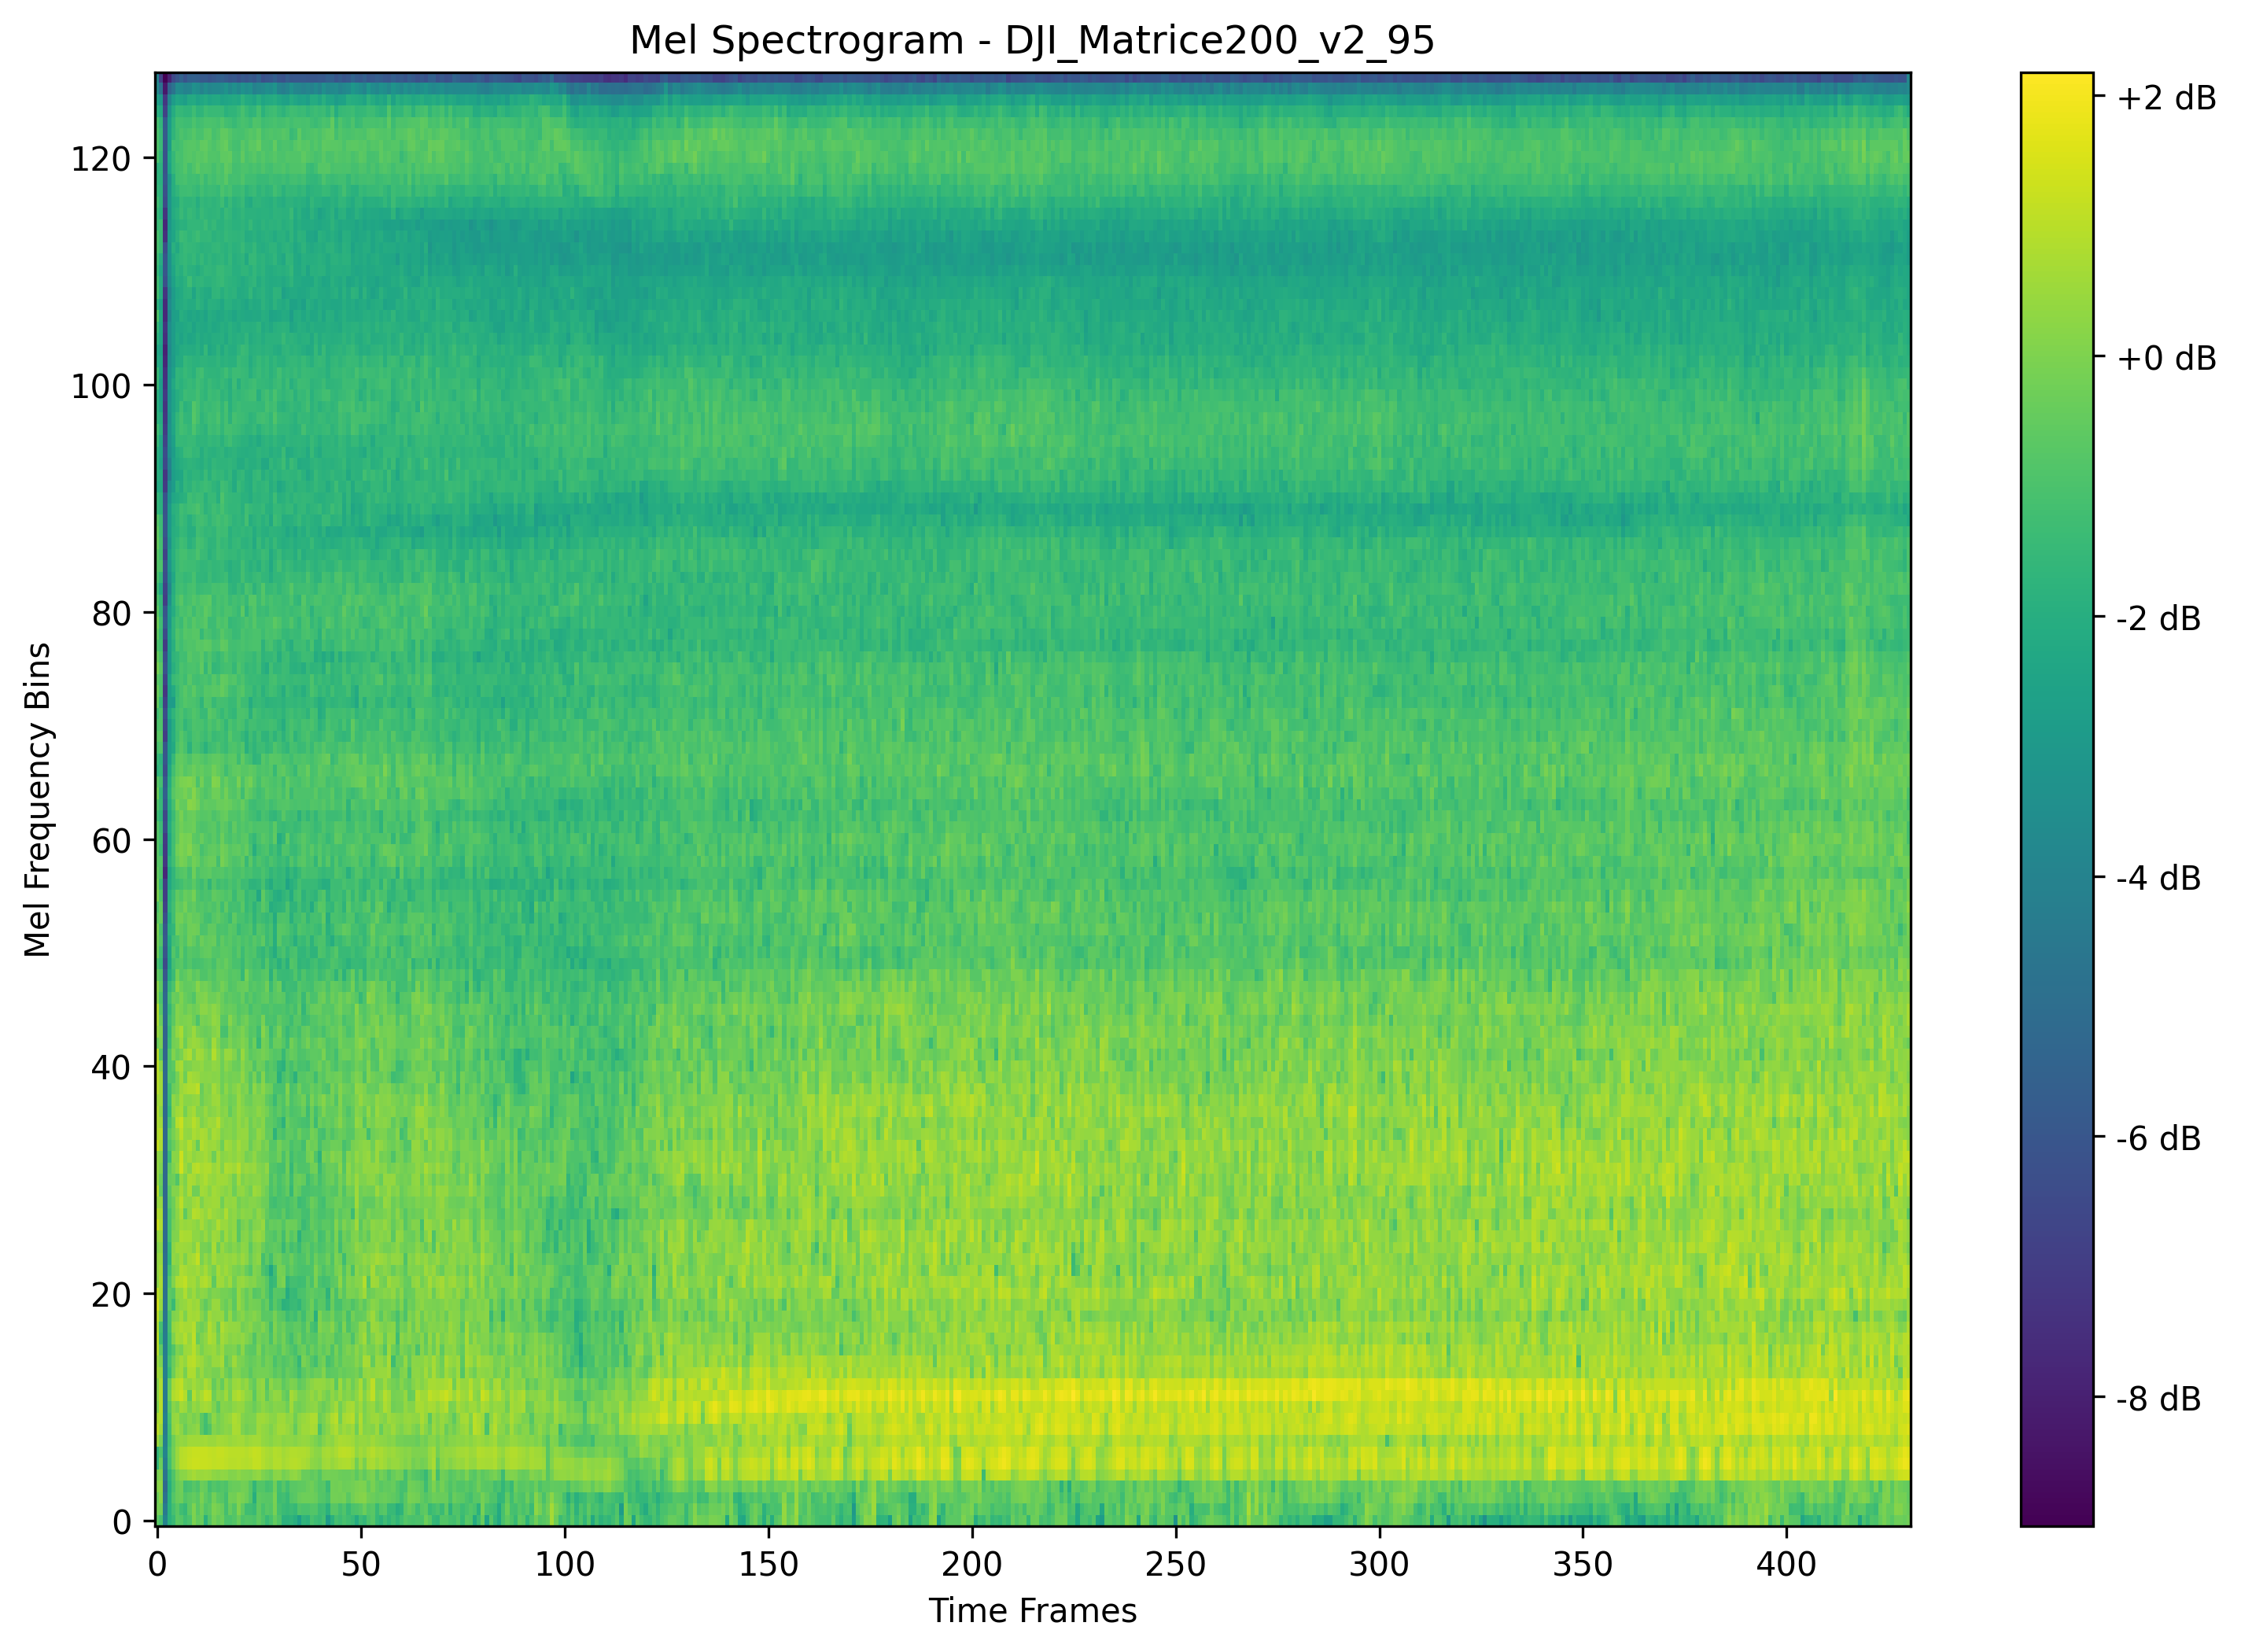 Mel Spectrogram - DJI_Matrice200_v2_95
Mel Frequency Bins
120
100
80
60
40
20
0
0 50 100 150 200 250 300 350 400
Time Frames
+2 dB
+0 dB
-2 dB
-4 dB
-6 dB
-8 dB